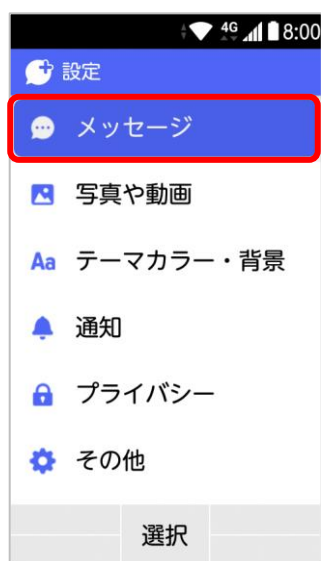 4G 8:00
設定
メッセージ
写真や動画
Aa テーマカラー・背景
通知
プライバシー
その他
選択